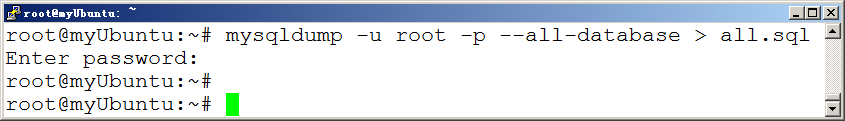 root@myUbuntu: ~
root@myUbuntu:~# mysqldump -u root -p --all-database > all.sql
Enter password:
root@myUbuntu:~#
root@myUbuntu:~#